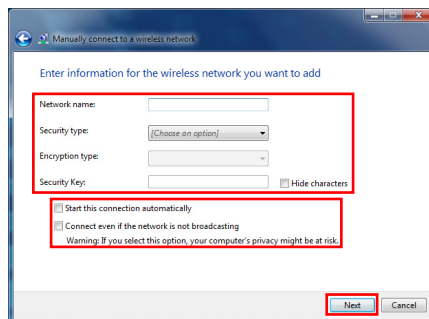 Manually connect to a wireless network
Enter information for the wireless network you want to add
Network name:
Security type: [Choose an option]
Encryption type:
Security Key: Hide characters
Start this connection automatically
Connect even if the network is not broadcasting
Warning: If you select this option, your computer's privacy might be at risk.
Next Cancel